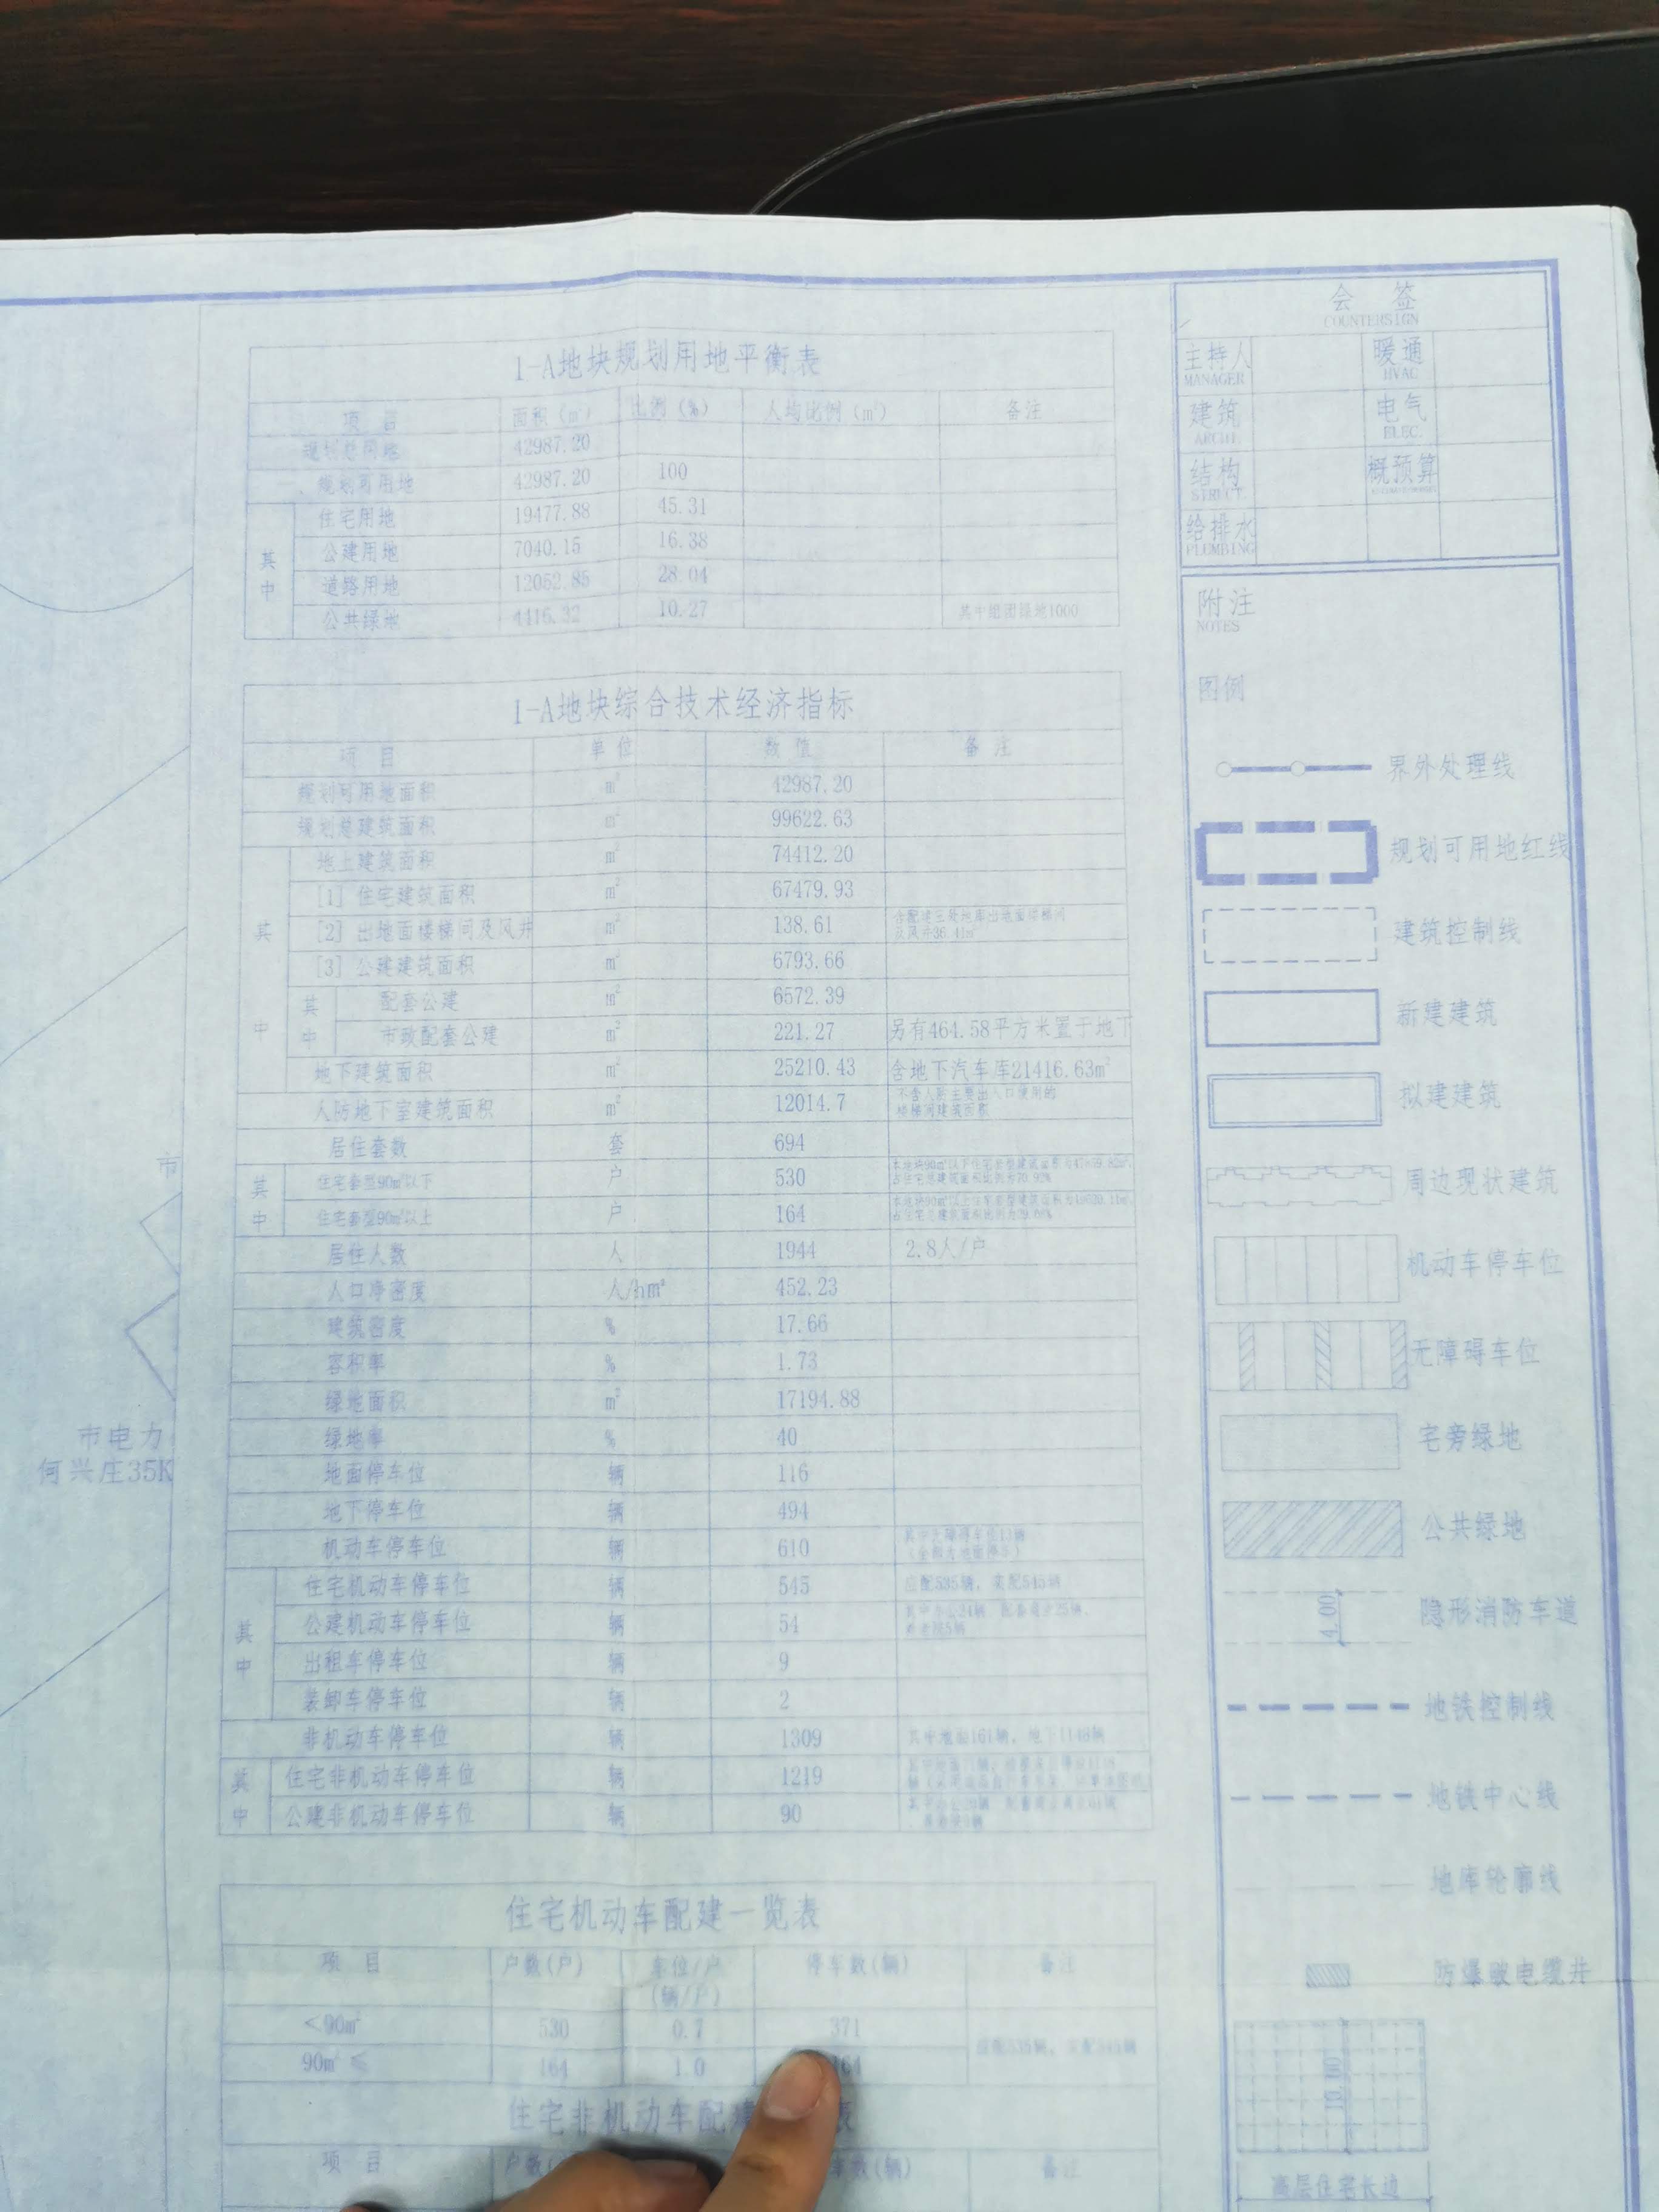 1-A地块规划用地平衡表
项 目 面积(㎡) 比例(%) 人均比例(㎡) 备注
规划总用地 42987.20
规划可用地 42987.20 100
其中
住宅用地 19477.88 45.31
公建用地 7040.15 16.38
道路用地 12052.85 28.04
公共绿地 4416.32 10.27 其中组团绿地1000
1-A地块综合技术经济指标
项 目 单位 数值 备注
规划可用地面积 ㎡ 42987.20
规划总建筑面积 ㎡ 99622.63
其中
地上建筑面积 ㎡ 74412.20
[1] 住宅建筑面积 ㎡ 67479.93
[2] 出地面楼梯间及风井 ㎡ 138.61
[3] 公建建筑面积 ㎡ 6793.66
其中
配套公建 ㎡ 6572.39
市政配套公建 ㎡ 221.27 另有464.58平方米置于地下
地下建筑面积 ㎡ 25210.43 含地下汽车库21416.63㎡
人防地下室建筑面积 ㎡ 12014.7 不含人防主要出入口使用的
楼梯间建筑面积
居住套数 套 694
其中
住宅套型90㎡以下 户 530
住宅套型90㎡以上 户 164
居住人数 人 1944 2.8人/户
人口净密度 人/h㎡ 452.23
建筑密度 % 17.66
容积率 % 1.73
绿地面积 ㎡ 17194.88
绿地率 % 40
地面停车位 辆 116
地下停车位 辆 494
机动车停车位 辆 610
其中
住宅机动车停车位 辆 545 应配535辆,实配545辆
公建机动车停车位 辆 54
出租车停车位 辆 9
装卸车停车位 辆 2
非机动车停车位 辆 1309 其中地面161辆,地下1148辆
其中
住宅非机动车停车位 辆 1219
公建非机动车停车位 辆 90
住宅机动车配建一览表
项 目 户数(户) 车位/户 停车数(辆) 备注
(辆/户)
<90㎡ 530 0.7 371
应配535辆,实配545辆
90㎡≤ 164 1.0 164
住宅非机动车配 表
项 目 户数( 数(辆) 备注
市
市电力
何兴庄35K
会 签
COUNTERSIGN
主持人 暖通
MANAGER HVAC
建筑 电气
ARCHI. ELEC.
结构 概预算
STRUCT.
给排水
PLUMBING
附注
NOTES
图例
界外处理线
规划可用地红线
建筑控制线
新建建筑
拟建建筑
周边现状建筑
机动车停车位
无障碍车位
宅旁绿地
公共绿地
4.00 隐形消防车道
地铁控制线
地铁中心线
地库轮廓线
防爆破电缆井
高层住宅长边